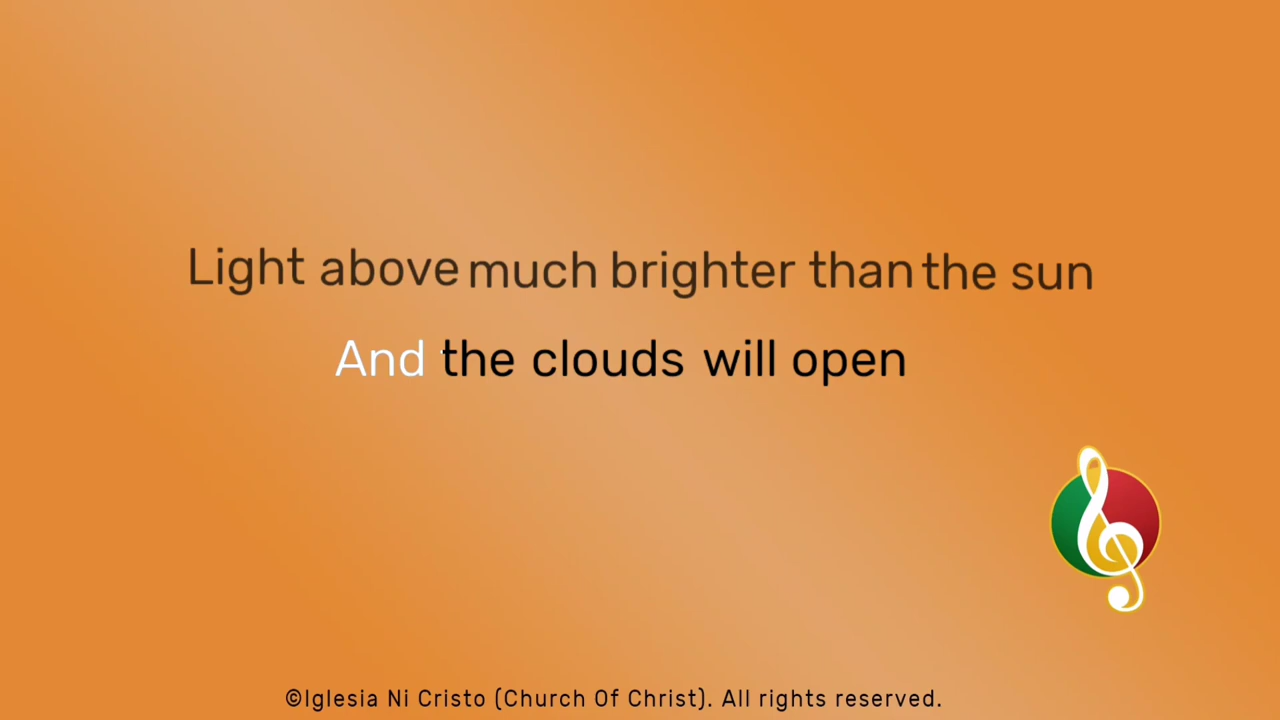 Light above much brighter than the sun
And the clouds will open
©Iglesia Ni Cristo (Church Of Christ). All rights reserved.